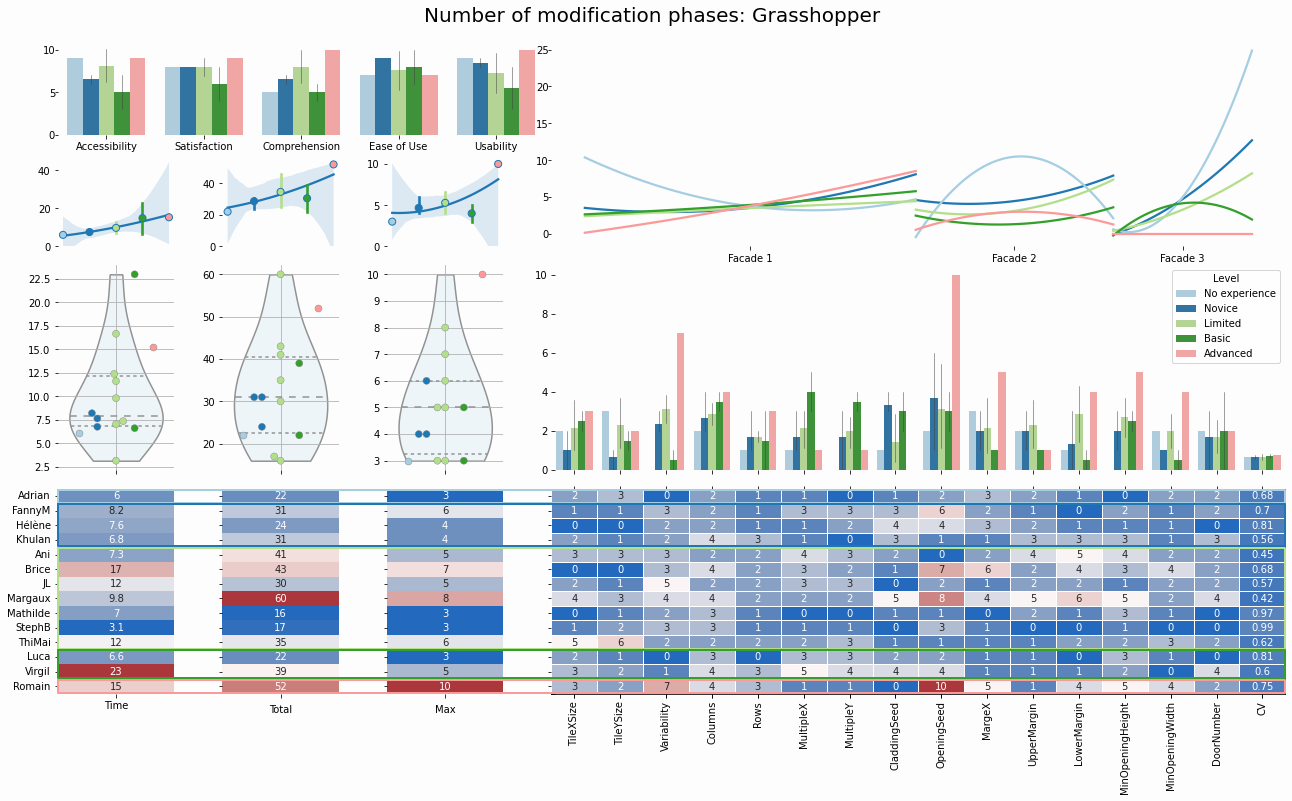 Number of modification phases: Grasshopper
10
5
0
Accessibility Satisfaction Comprehension Ease of Use Usability
25
20
15
10
5
0
Facade 1 Facade 2 Facade 3
40
20
0
40
20
0
10
5
0
22.5
20.0
17.5
15.0
12.5
10.0
7.5
5.0
2.5
60
50
40
30
20
10
9
8
7
6
5
4
3
10
8
6
4
2
0
Level
No experience
Novice
Limited
Basic
Advanced
Adrian 6 22 3 2 3 0 2 1 1 0 1 2 3 2 1 0 2 2 0.68
FannyM 8.2 31 6 1 1 3 2 1 3 3 3 6 2 1 0 2 2 1 0.7
Hélène 7.6 24 4 0 0 2 2 1 1 2 4 4 3 2 1 1 1 0 0.81
Khulan 6.8 31 4 2 1 2 4 3 1 0 3 1 1 3 3 3 1 3 0.56
Ani 7.3 41 5 3 3 3 2 2 4 3 2 0 2 4 5 4 2 2 0.45
Brice 17 43 7 0 0 3 4 2 3 2 2 7 6 2 4 3 4 1 0.68
JL 12 30 5 2 1 5 2 2 3 3 0 2 1 2 2 1 2 2 0.57
Margaux 9.8 60 8 4 3 4 4 2 2 2 5 8 4 5 6 5 2 4 0.42
Mathilde 7 16 3 0 1 2 3 1 0 0 1 2 0 2 1 3 1 0 0.97
StephB 3.1 17 3 1 2 3 3 1 1 1 0 3 1 0 0 1 0 0 0.99
ThiMai 12 35 6 5 6 2 2 2 2 3 1 1 1 1 2 2 3 2 0.62
Luca 6.6 22 3 2 1 0 3 0 3 3 2 2 1 1 0 3 1 0 0.81
Virgil 23 39 5 3 2 1 4 3 5 4 4 4 1 1 2 2 0 4 0.6
Romain 15 52 10 3 2 7 4 3 1 1 0 10 5 1 4 5 4 2 0.75
Time Total Max TileXSize TileYSize Variability Columns Rows MultipleX MultipleY CladdingSeed OpeningSeed MargeX UpperMargin LowerMargin MinOpeningHeight MinOpeningWidth DoorNumber CV